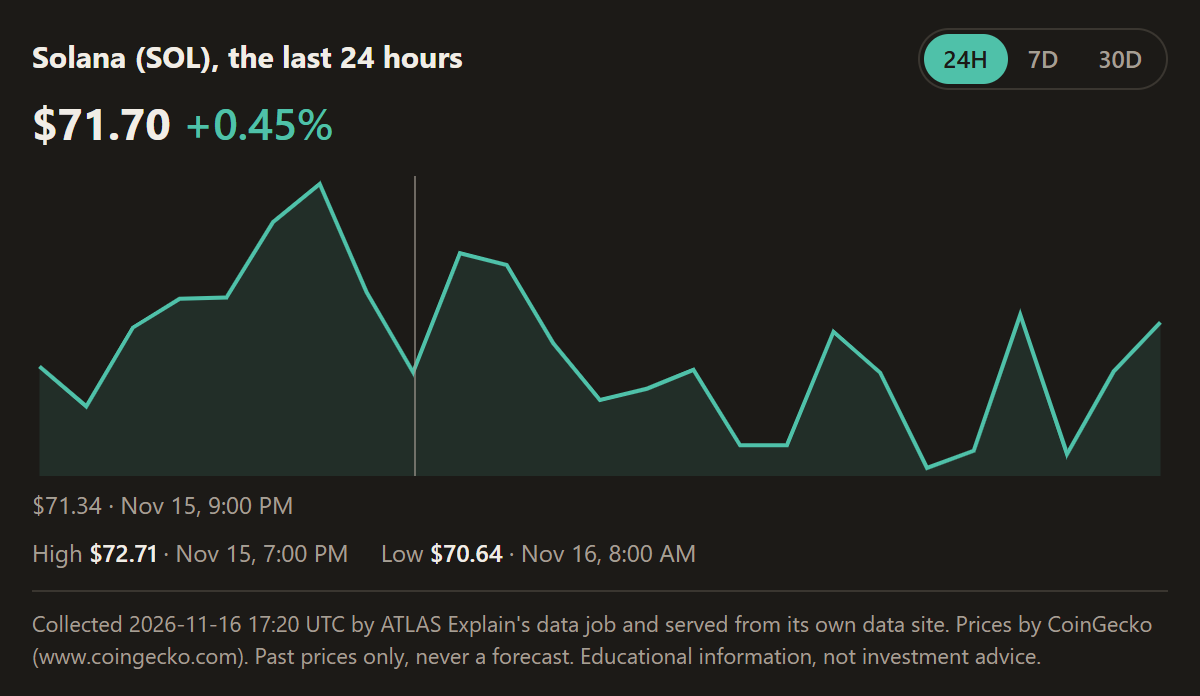 Solana (SOL), the last 24 hours
24H 7D 30D
$71.70 +0.45%
$71.34 · Nov 15, 9:00 PM
High $72.71 · Nov 15, 7:00 PM Low $70.64 · Nov 16, 8:00 AM
Collected 2026-11-16 17:20 UTC by ATLAS Explain's data job and served from its own data site. Prices by CoinGecko
(www.coingecko.com). Past prices only, never a forecast. Educational information, not investment advice.